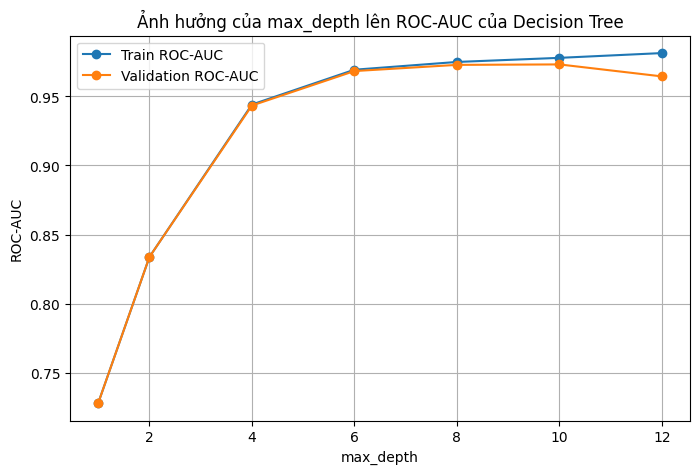 Ảnh hưởng của max_depth lên ROC-AUC của Decision Tree
Train ROC-AUC
Validation ROC-AUC
ROC-AUC
0.95
0.90
0.85
0.80
0.75
2 4 6 8 10 12
max_depth